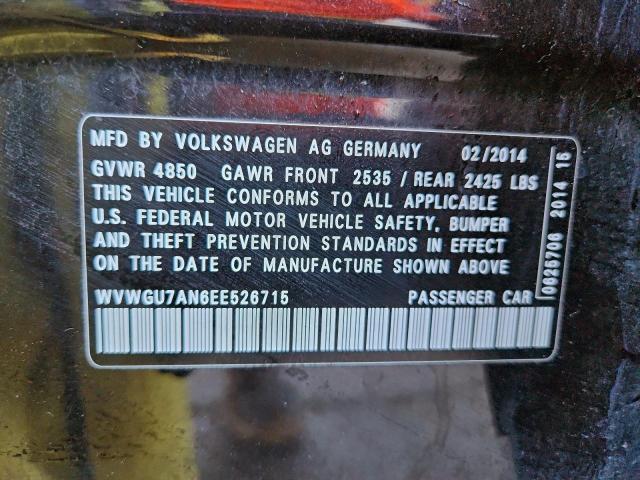 MFD BY VOLKSWAGEN AG GERMANY 02/2014
GVWR 4850 GAWR FRONT 2535 / REAR 2425 LBS
THIS VEHICLE CONFORMS TO ALL APPLICABLE
U.S. FEDERAL MOTOR VEHICLE SAFETY, BUMPER
AND THEFT PREVENTION STANDARDS IN EFFECT
ON THE DATE OF MANUFACTURE SHOWN ABOVE
WVWGU7AN6EE526715 PASSENGER CAR
0625706 2014 15